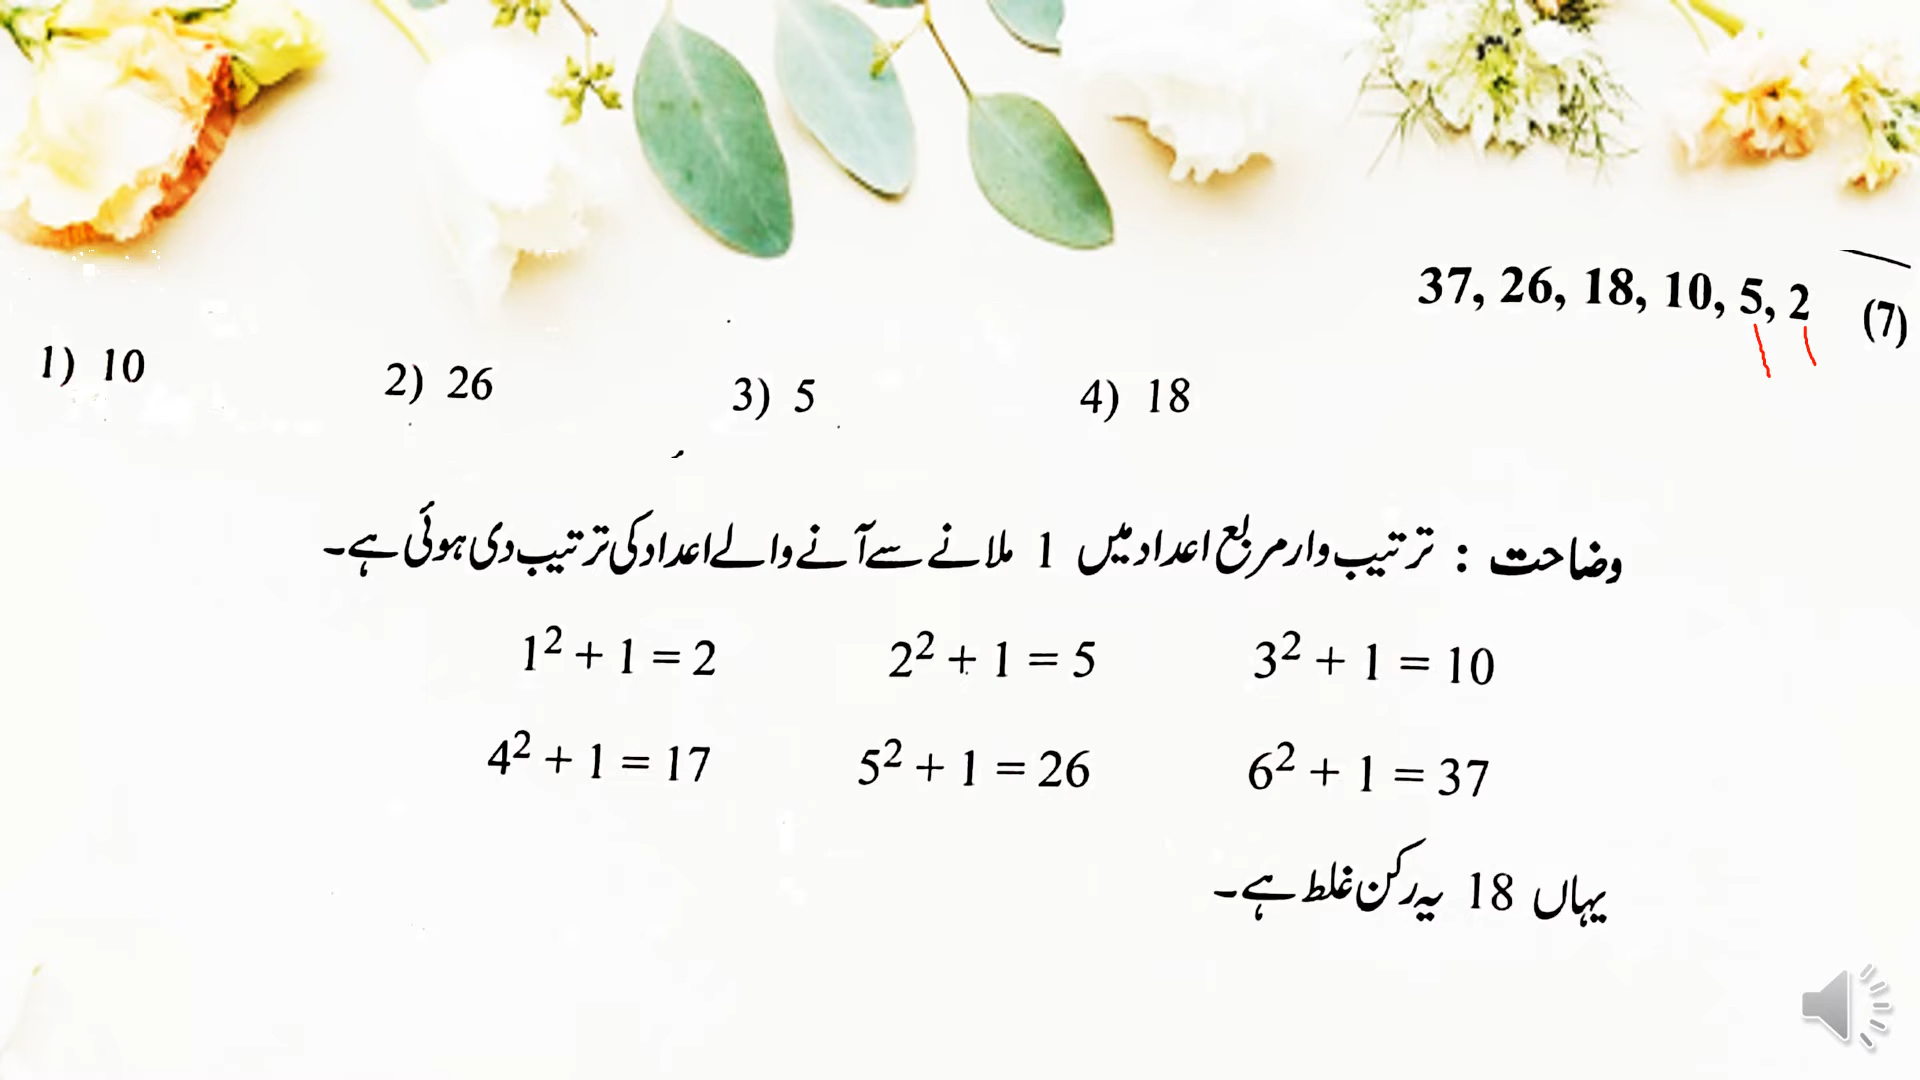 (7) 37, 26, 18, 10, 5, 2
1) 10 2) 26 3) 5 4) 18
وضاحت : ترتیب وار مربع اعداد میں 1 ملانے سے آنے والے اعداد کی ترتیب دی ہوئی ہے۔
1² + 1 = 2 2² + 1 = 5 3² + 1 = 10
4² + 1 = 17 5² + 1 = 26 6² + 1 = 37
یہاں 18 یہ رکن غلط ہے۔